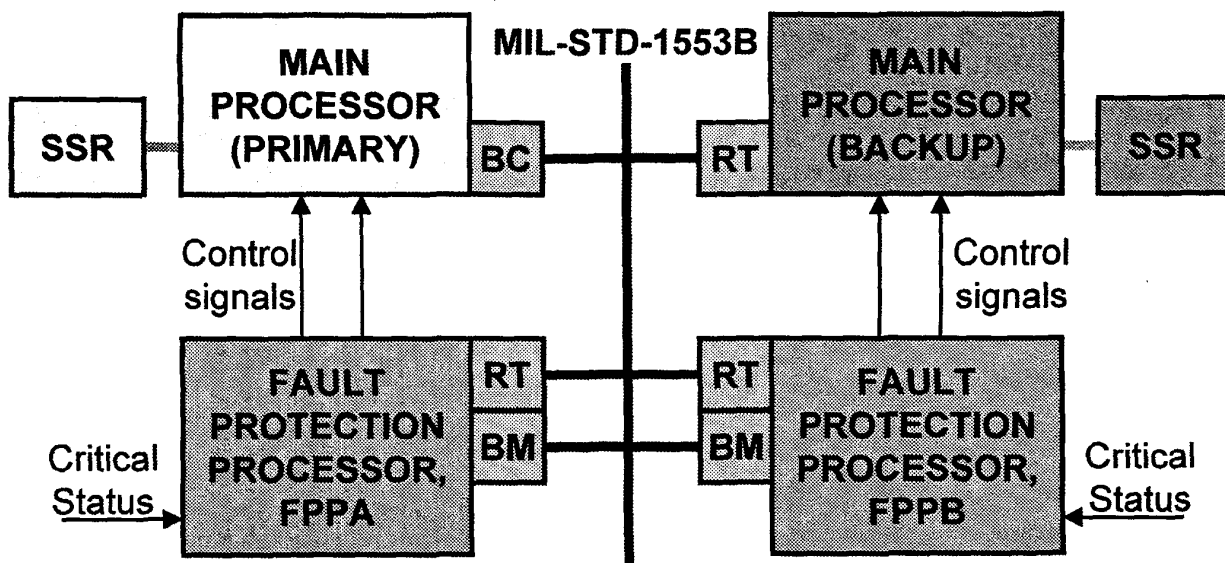 MIL-STD-1553B
MAIN
PROCESSOR
(PRIMARY)
SSR
BC
RT
MAIN
PROCESSOR
(BACKUP)
SSR
Control
signals
Control
signals
FAULT
PROTECTION
PROCESSOR,
FPPA
RT
BM
RT
BM
FAULT
PROTECTION
PROCESSOR,
FPPB
Critical
Status
Critical
Status